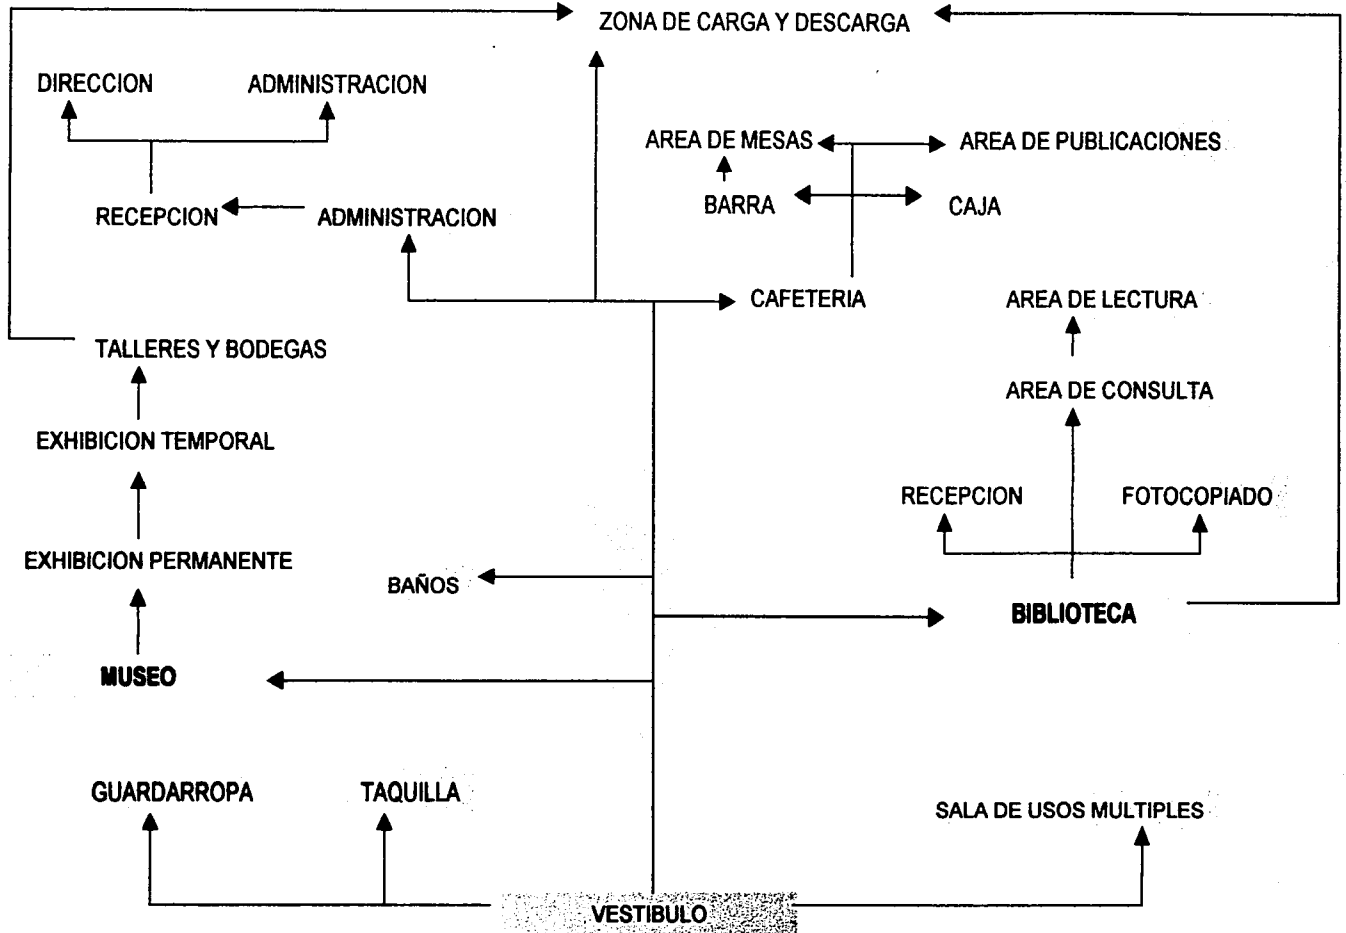 ZONA DE CARGA Y DESCARGA
DIRECCION
ADMINISTRACION
AREA DE MESAS
AREA DE PUBLICACIONES
BARRA
CAJA
RECEPCION
ADMINISTRACION
CAFETERIA
AREA DE LECTURA
TALLERES Y BODEGAS
AREA DE CONSULTA
EXHIBICION TEMPORAL
RECEPCION
FOTOCOPIADO
EXHIBICION PERMANENTE
BAÑOS
BIBLIOTECA
MUSEO
GUARDARROPA
TAQUILLA
SALA DE USOS MULTIPLES
VESTIBULO